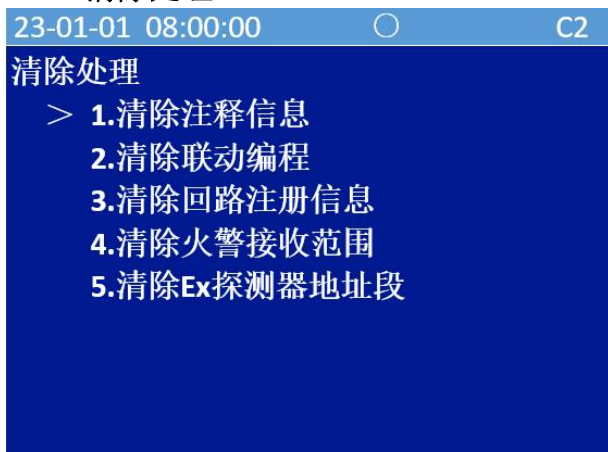 23-01-01 08:00:00 ○ C2
清除处理
＞ 1.清除注释信息
2.清除联动编程
3.清除回路注册信息
4.清除火警接收范围
5.清除Ex探测器地址段